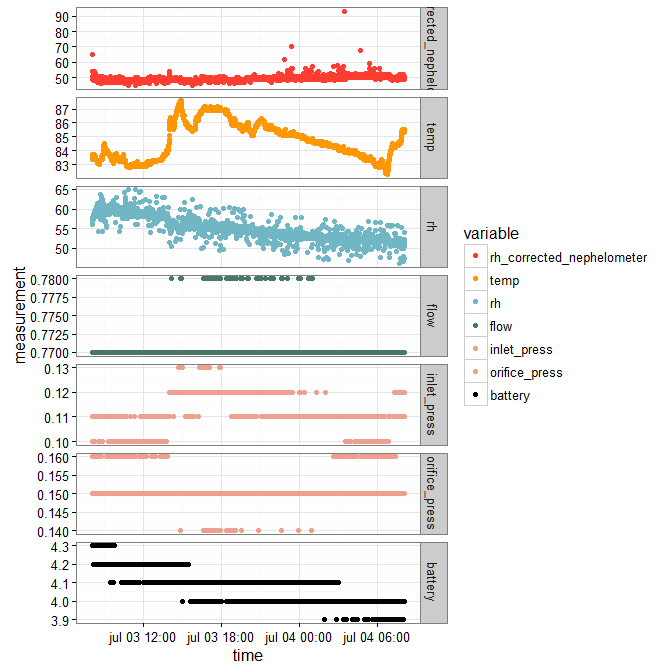 90
80
70
60
50
rected_nephelo
87
86
85
84
83
temp
65
60
55
50
rh
0.7800
0.7775
0.7750
0.7725
0.7700
flow
0.13
0.12
0.11
0.10
inlet_press
0.160
0.155
0.150
0.145
0.140
orifice_press
4.3
4.2
4.1
4.0
3.9
battery
measurement
jul 03 12:00 jul 03 18:00 jul 04 00:00 jul 04 06:00
time
variable
rh_corrected_nephelometer
temp
rh
flow
inlet_press
orifice_press
battery